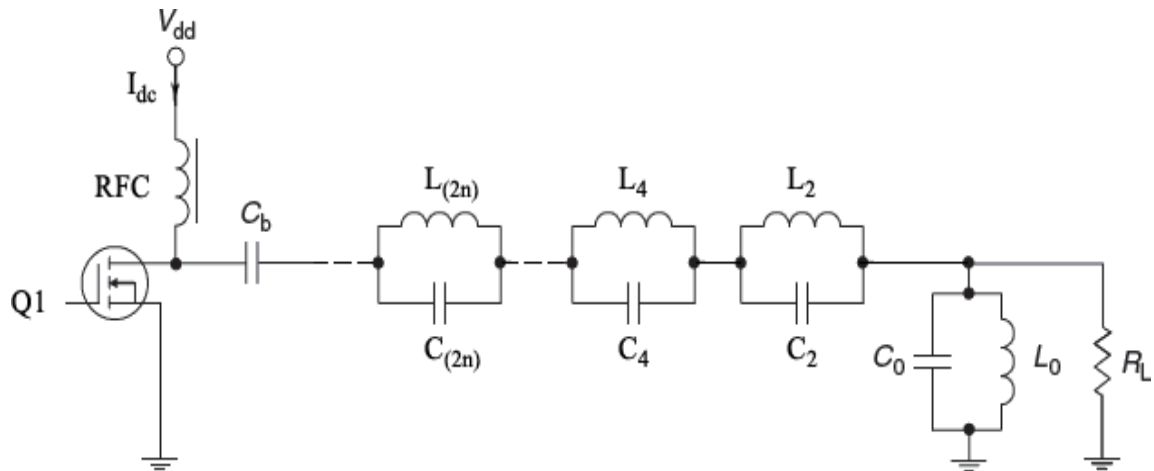 V_dd
I_dc
RFC
C_b
L_(2n)
L_4
L_2
Q1
C_(2n)
C_4
C_2
C_0
L_0
R_L